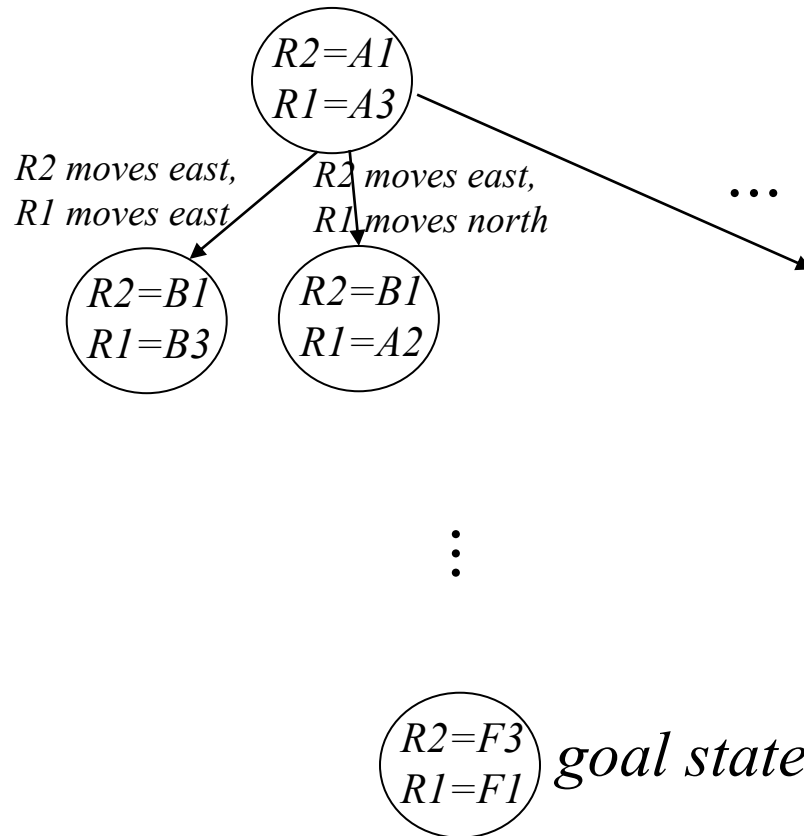 R2=A1
R1=A3
R2 moves east,
R1 moves east
R2 moves east,
R1 moves north
...
R2=B1
R1=B3
R2=B1
R1=A2
⋮
R2=F3
R1=F1
goal state